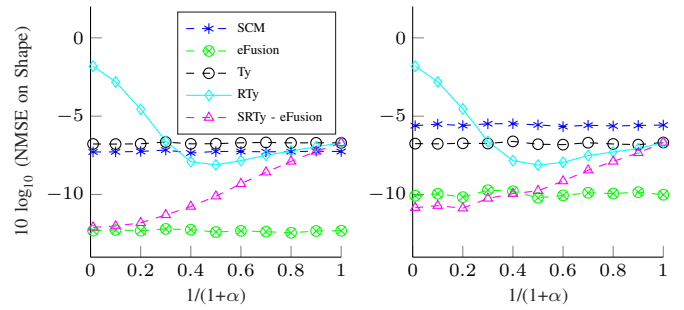 0
−5
−10
10 log10 (NMSE on Shape)
0 0.2 0.4 0.6 0.8 1
1/(1+α)
SCM
eFusion
Ty
RTy
SRTy - eFusion
0
−5
−10
0 0.2 0.4 0.6 0.8 1
1/(1+α)